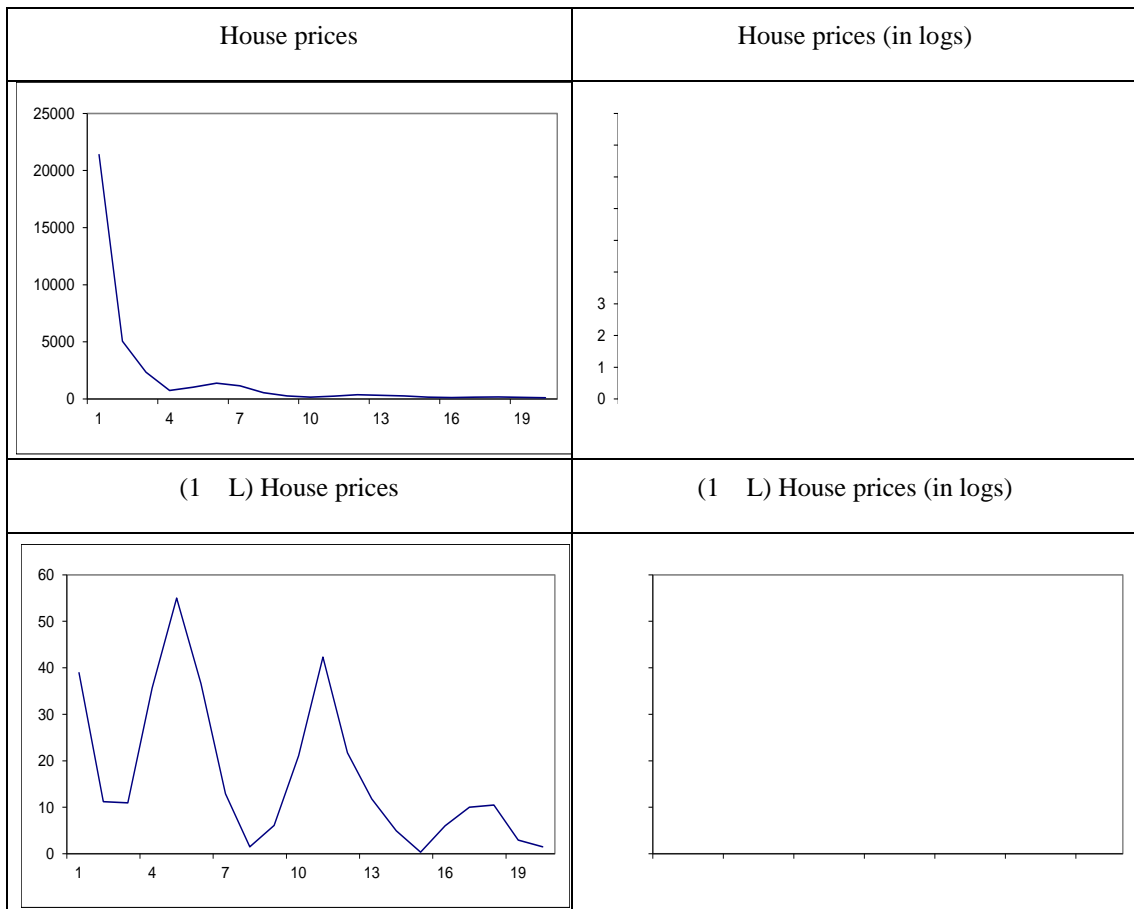 House prices
House prices (in logs)
25000
20000
15000
10000
5000
0
1 4 7 10 13 16 19
3
2
1
0
(1 L) House prices
(1 L) House prices (in logs)
60
50
40
30
20
10
0
1 4 7 10 13 16 19